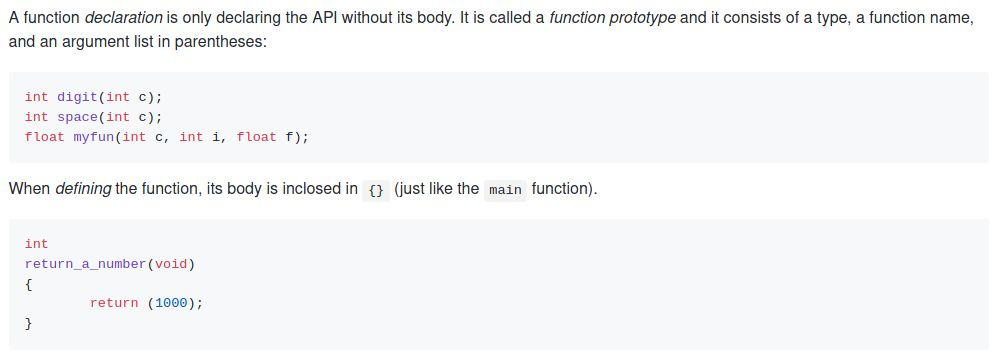 A function declaration is only declaring the API without its body. It is called a function prototype and it consists of a type, a function name,
and an argument list in parentheses:
int digit(int c);
int space(int c);
float myfun(int c, int i, float f);
When defining the function, its body is inclosed in {} (just like the main function).
int
return_a_number(void)
{
        return (1000);
}